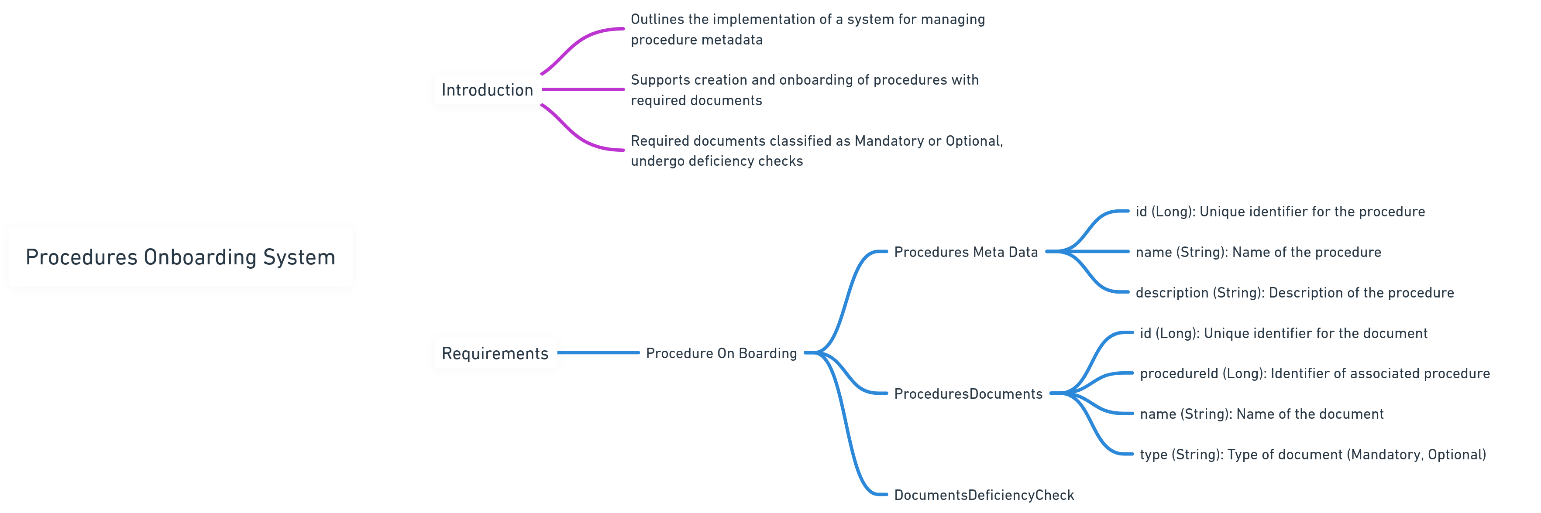 Procedures Onboarding System
Introduction
Outlines the implementation of a system for managing
procedure metadata
Supports creation and onboarding of procedures with
required documents
Required documents classified as Mandatory or Optional,
undergo deficiency checks
Requirements
Procedure On Boarding
Procedures Meta Data
id (Long): Unique identifier for the procedure
name (String): Name of the procedure
description (String): Description of the procedure
ProceduresDocuments
id (Long): Unique identifier for the document
procedureId (Long): Identifier of associated procedure
name (String): Name of the document
type (String): Type of document (Mandatory, Optional)
DocumentsDeficiencyCheck